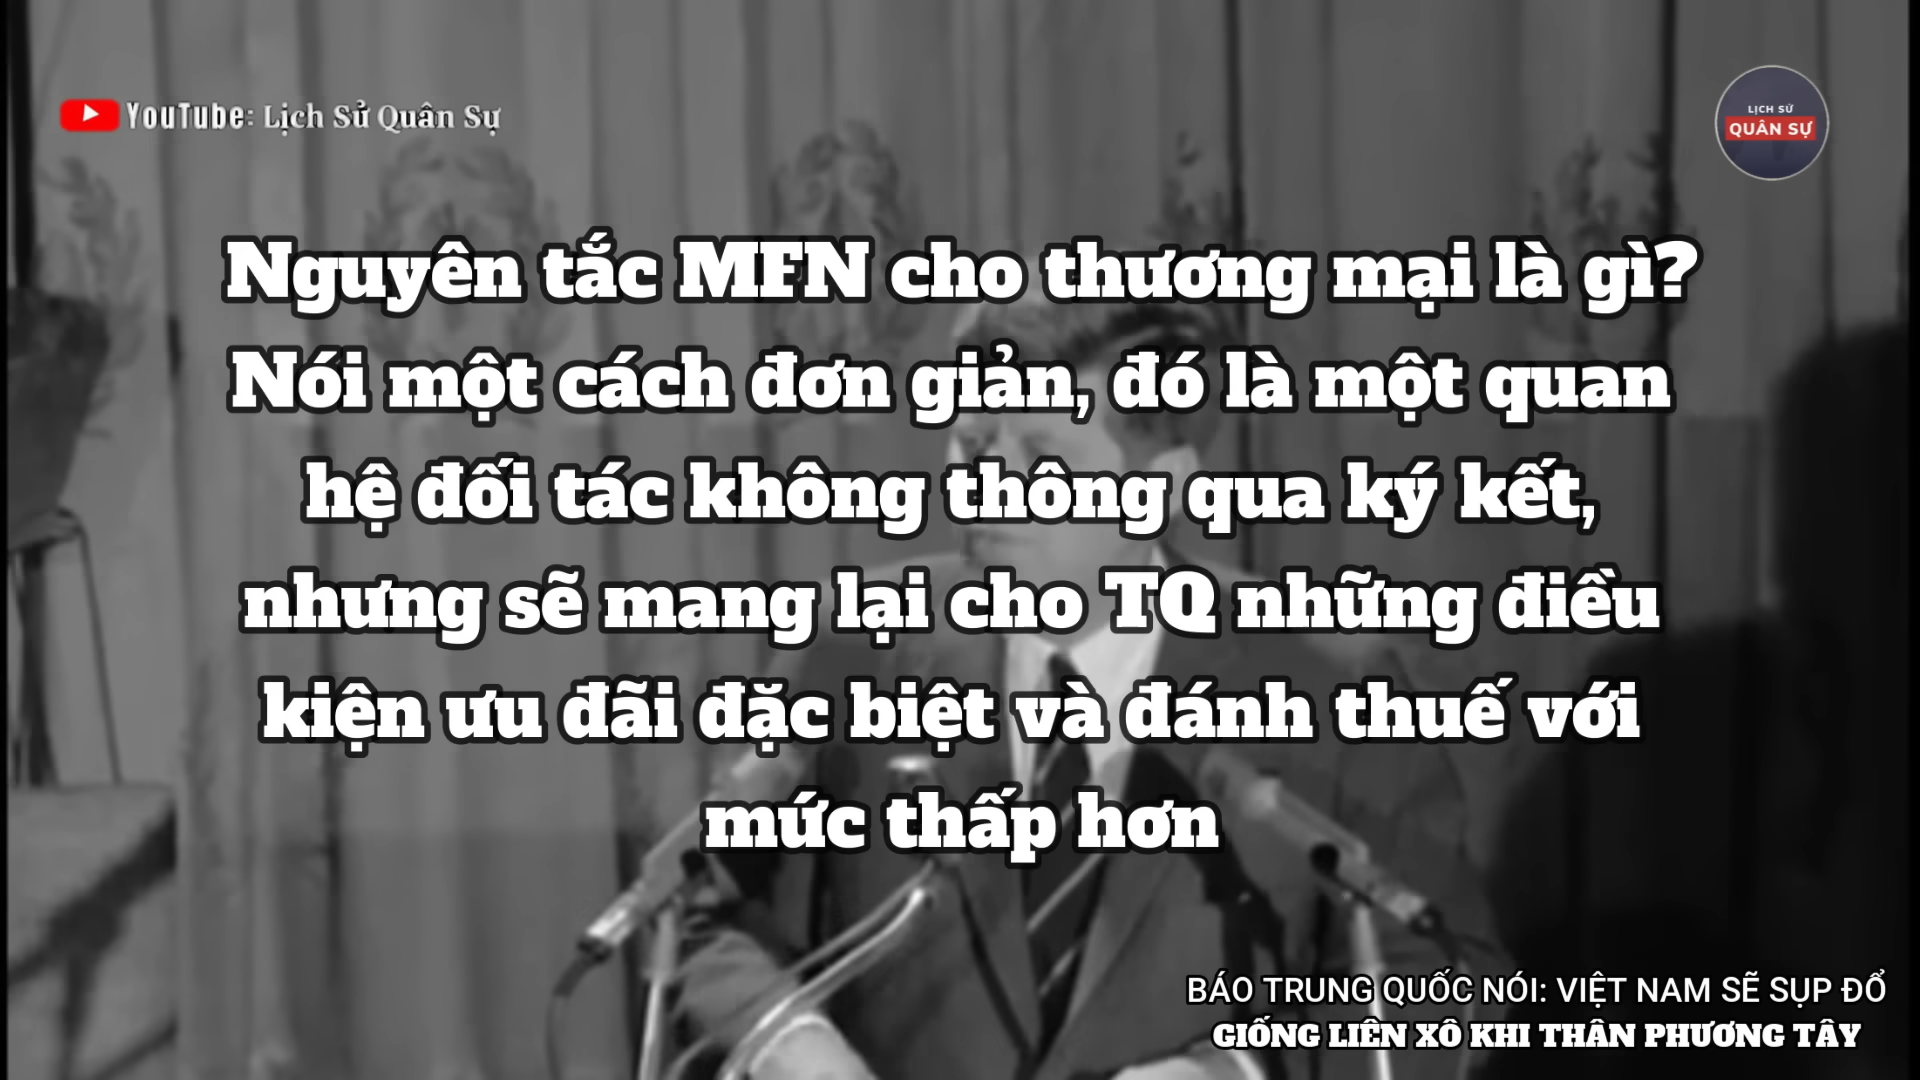 YouTube: Lịch Sử Quân Sự
LỊCH SỬ
QUÂN SỰ
Nguyên tắc MFN cho thương mại là gì?
Nói một cách đơn giản, đó là một quan
hệ đối tác không thông qua ký kết,
nhưng sẽ mang lại cho TQ những điều
kiện ưu đãi đặc biệt và đánh thuế với
mức thấp hơn
BÁO TRUNG QUỐC NÓI: VIỆT NAM SẼ SỤP ĐỔ
GIỐNG LIÊN XÔ KHI THÂN PHƯƠNG TÂY